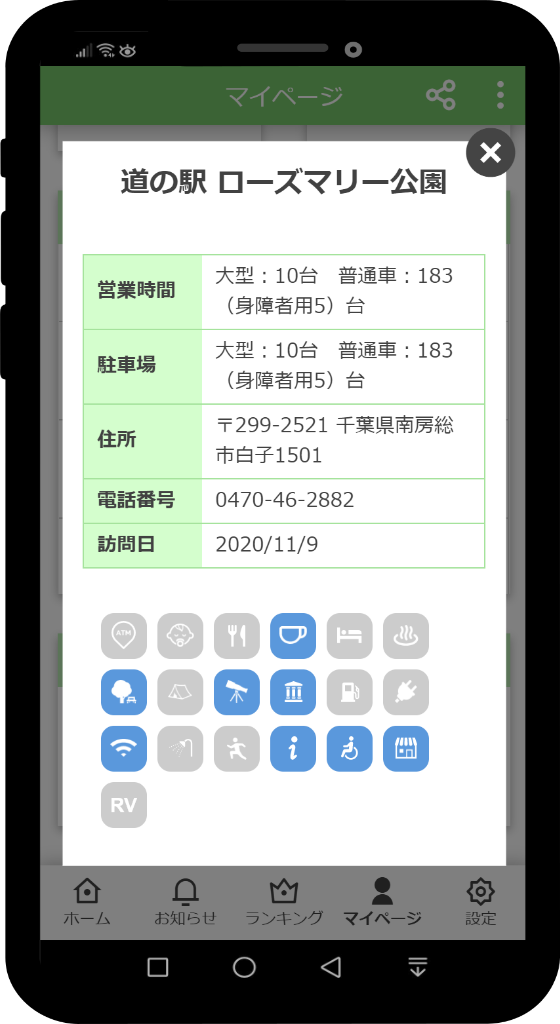 マイページ
道の駅 ローズマリー公園
営業時間
大型：10台　普通車：183
（身障者用5）台
駐車場
大型：10台　普通車：183
（身障者用5）台
住所
〒299-2521 千葉県南房総
市白子1501
電話番号
0470-46-2882
訪問日
2020/11/9
ATM
RV
ホーム
お知らせ
ランキング
マイページ
設定